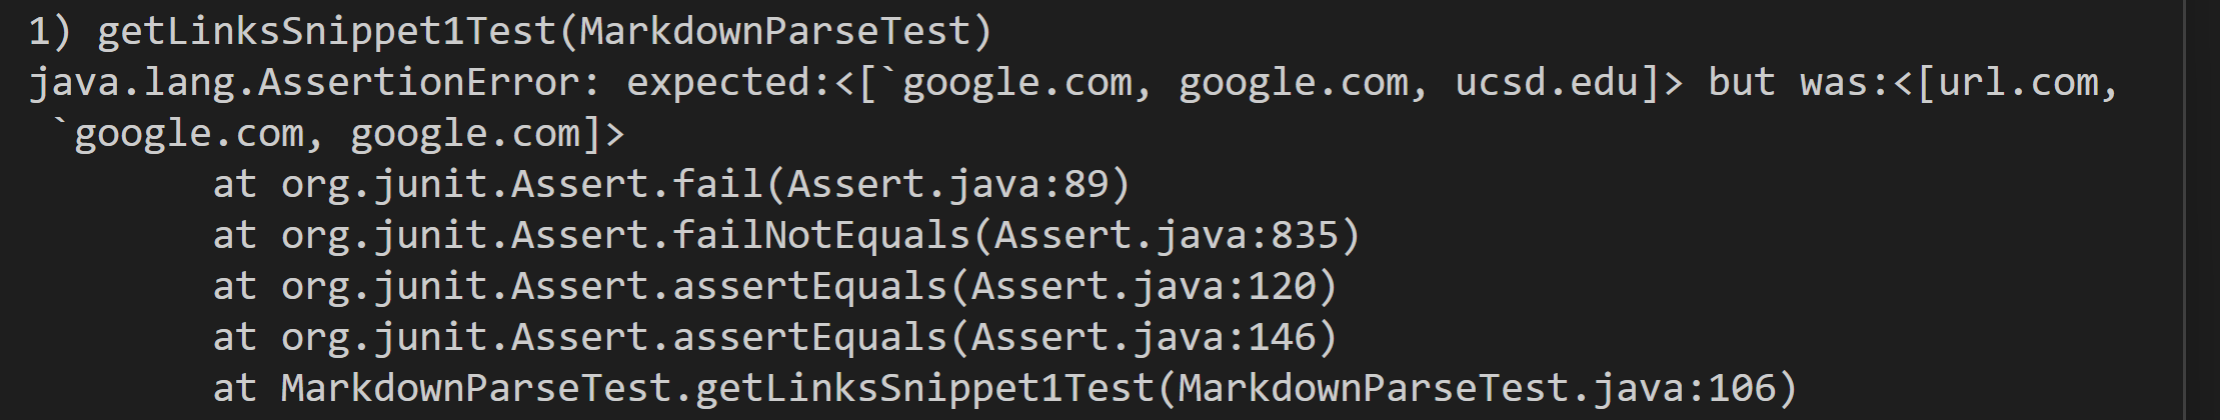 1) getLinksSnippet1Test(MarkdownParseTest)
java.lang.AssertionError: expected:<[`google.com, google.com, ucsd.edu]> but was:<[url.com,
`google.com, google.com]>
at org.junit.Assert.fail(Assert.java:89)
at org.junit.Assert.failNotEquals(Assert.java:835)
at org.junit.Assert.assertEquals(Assert.java:120)
at org.junit.Assert.assertEquals(Assert.java:146)
at MarkdownParseTest.getLinksSnippet1Test(MarkdownParseTest.java:106)